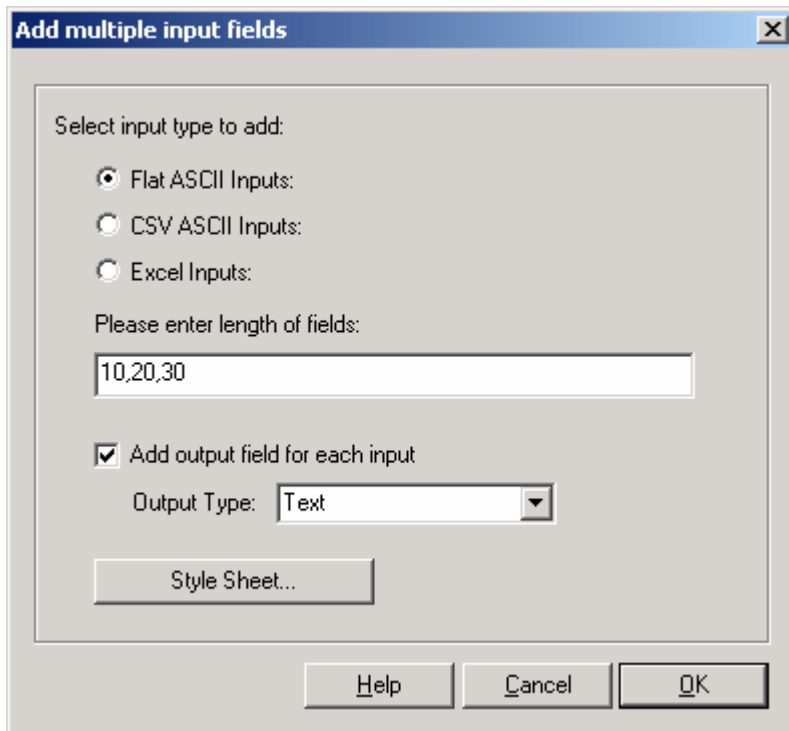 Add multiple input fields
Select input type to add:
Flat ASCII Inputs:
CSV ASCII Inputs:
Excel Inputs:
Please enter length of fields:
10,20,30
Add output field for each input
Output Type: Text
Style Sheet...
Help Cancel OK